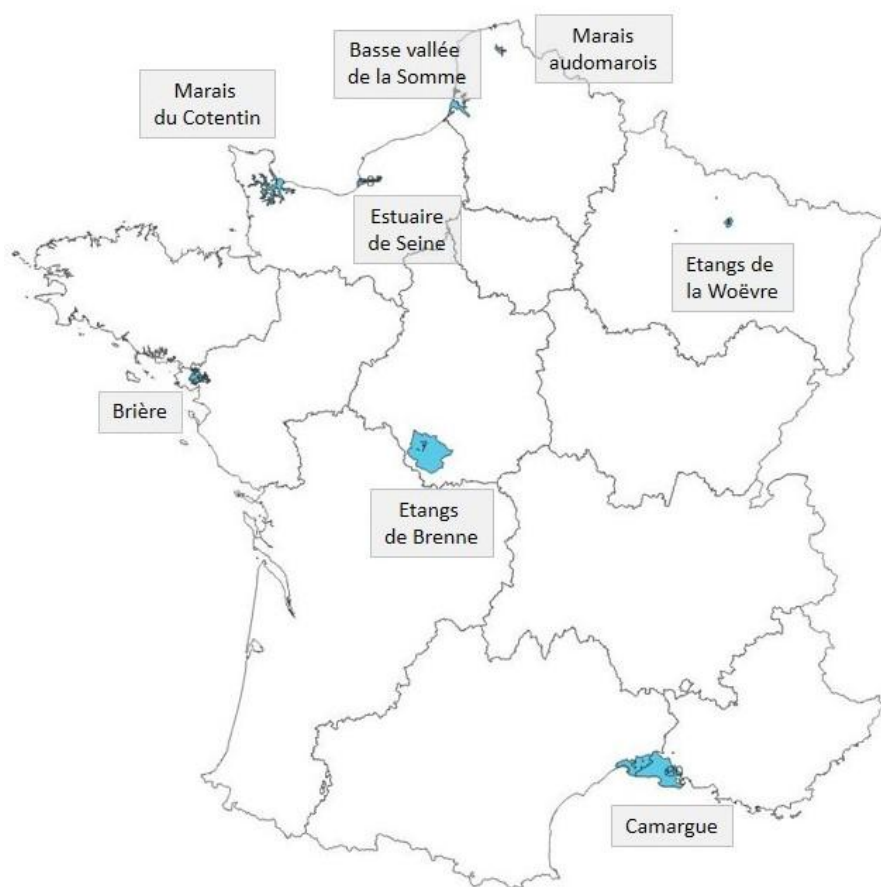 Marais
audomarois
Basse vallée
de la Somme
Marais
du Cotentin
Estuaire
de Seine
Etangs de
la Woëvre
Brière
Etangs
de Brenne
Camargue